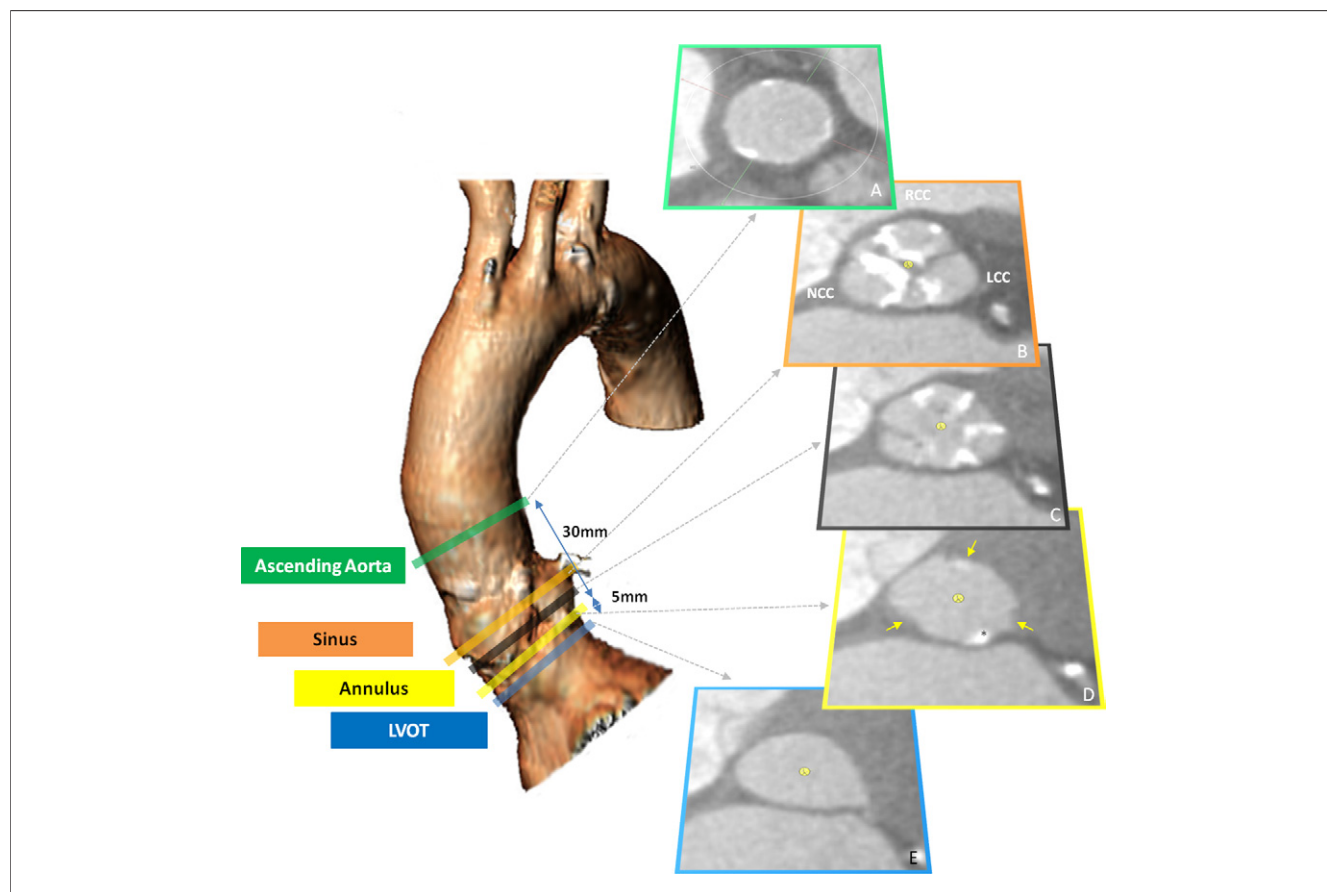 A
RCC
LCC
NCC
B
C
30mm
Ascending Aorta
5mm
Sinus
Annulus
D
LVOT
E